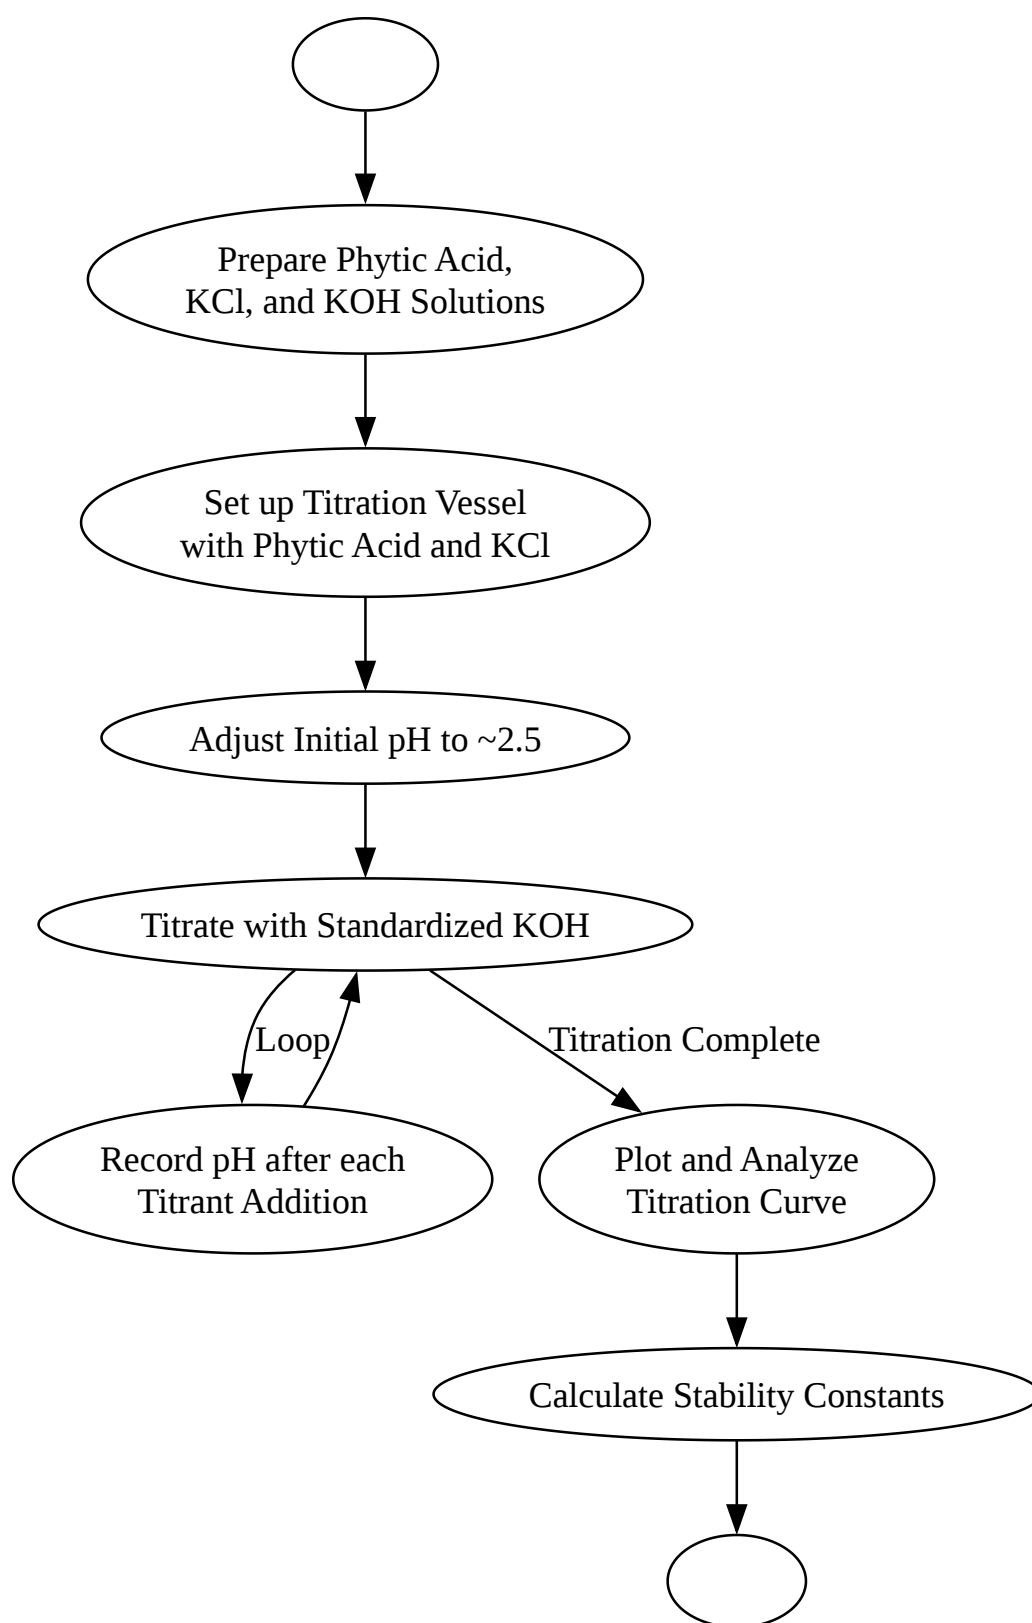 Prepare Phytic Acid,
KCl, and KOH Solutions
Set up Titration Vessel
with Phytic Acid and KCl
Adjust Initial pH to ~2.5
Titrate with Standardized KOH
Loop
Titration Complete
Record pH after each
Titrant Addition
Plot and Analyze
Titration Curve
Calculate Stability Constants